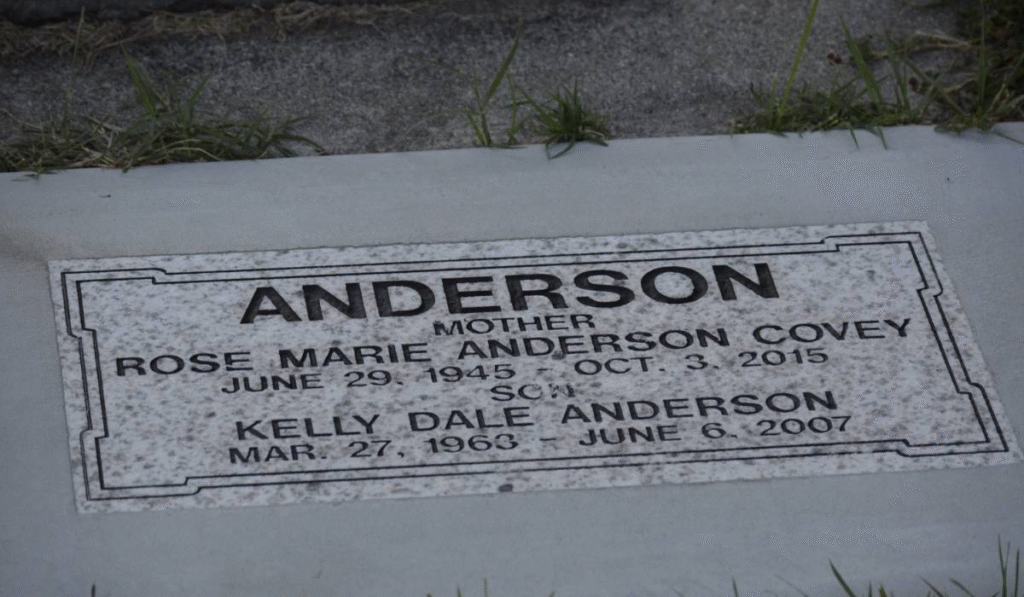 ANDERSON
MOTHER
ROSE MARIE ANDERSON COVEY
JUNE 29, 1945 - OCT. 3, 2015
SON
KELLY DALE ANDERSON
MAR. 27, 1963 - JUNE 6, 2007